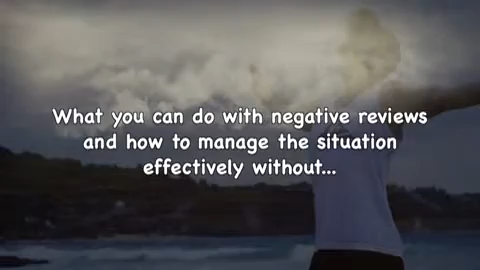 What you can do with negative reviews
and how to manage the situation
effectively without...